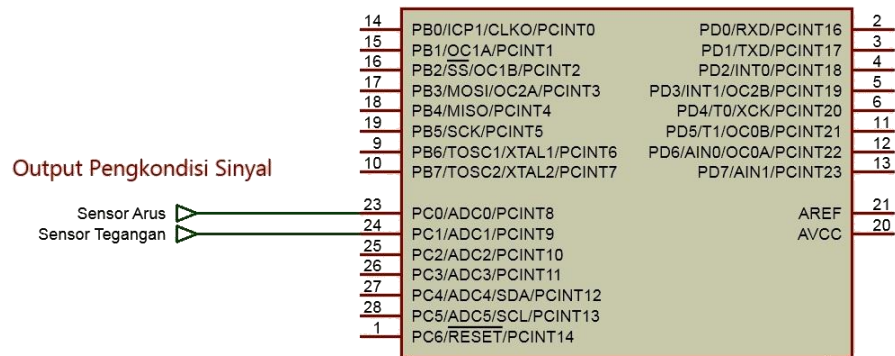 14 PB0/ICP1/CLKO/PCINT0 PD0/RXD/PCINT16 2
15 PB1/OC1A/PCINT1 PD1/TXD/PCINT17 3
16 PB2/SS/OC1B/PCINT2 PD2/INT0/PCINT18 4
17 PB3/MOSI/OC2A/PCINT3 PD3/INT1/OC2B/PCINT19 5
18 PB4/MISO/PCINT4 PD4/T0/XCK/PCINT20 6
19 PB5/SCK/PCINT5 PD5/T1/OC0B/PCINT21 11
9 PB6/TOSC1/XTAL1/PCINT6 PD6/AIN0/OC0A/PCINT22 12
10 PB7/TOSC2/XTAL2/PCINT7 PD7/AIN1/PCINT23 13
Output Pengkondisi Sinyal
Sensor Arus 23 PC0/ADC0/PCINT8 AREF 21
Sensor Tegangan 24 PC1/ADC1/PCINT9 AVCC 20
25 PC2/ADC2/PCINT10
26 PC3/ADC3/PCINT11
27 PC4/ADC4/SDA/PCINT12
28 PC5/ADC5/SCL/PCINT13
1 PC6/RESET/PCINT14